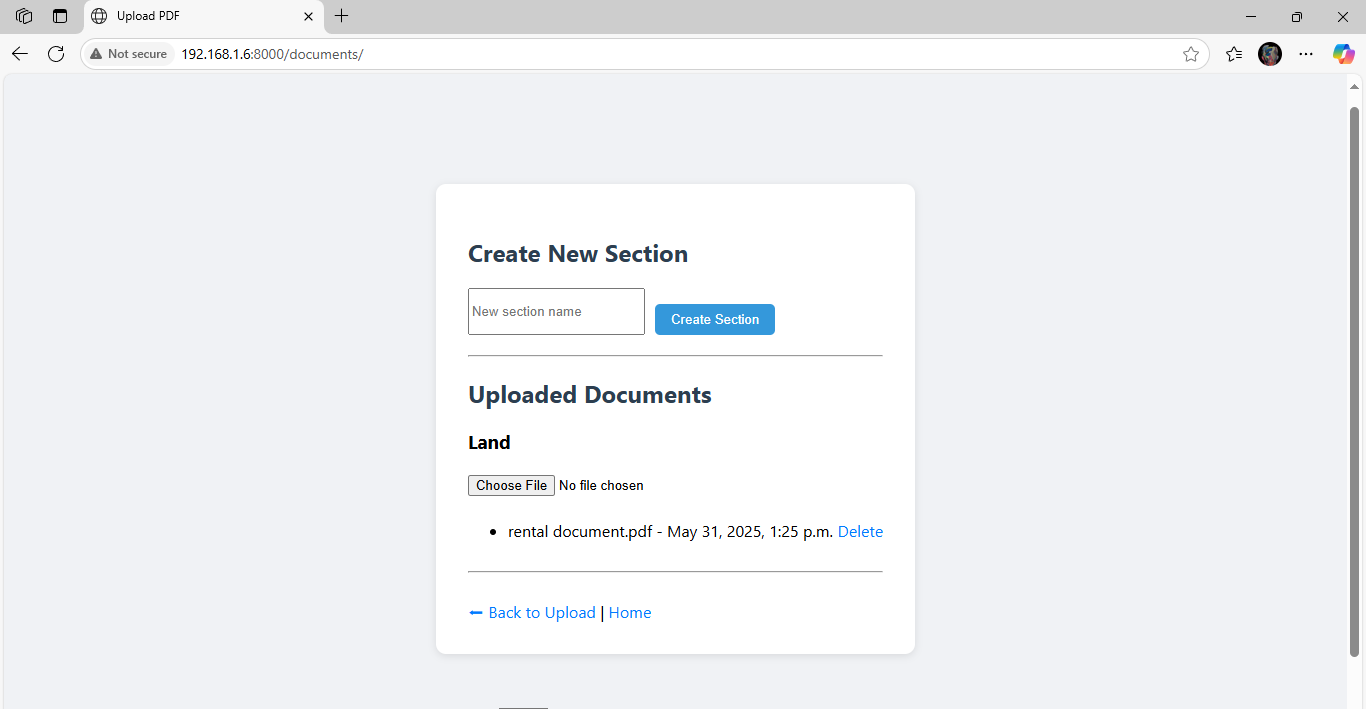 Upload PDF
Not secure 192.168.1.6:8000/documents/
Create New Section
New section name Create Section
Uploaded Documents
Land
Choose File No file chosen
• rental document.pdf - May 31, 2025, 1:25 p.m. Delete
← Back to Upload | Home